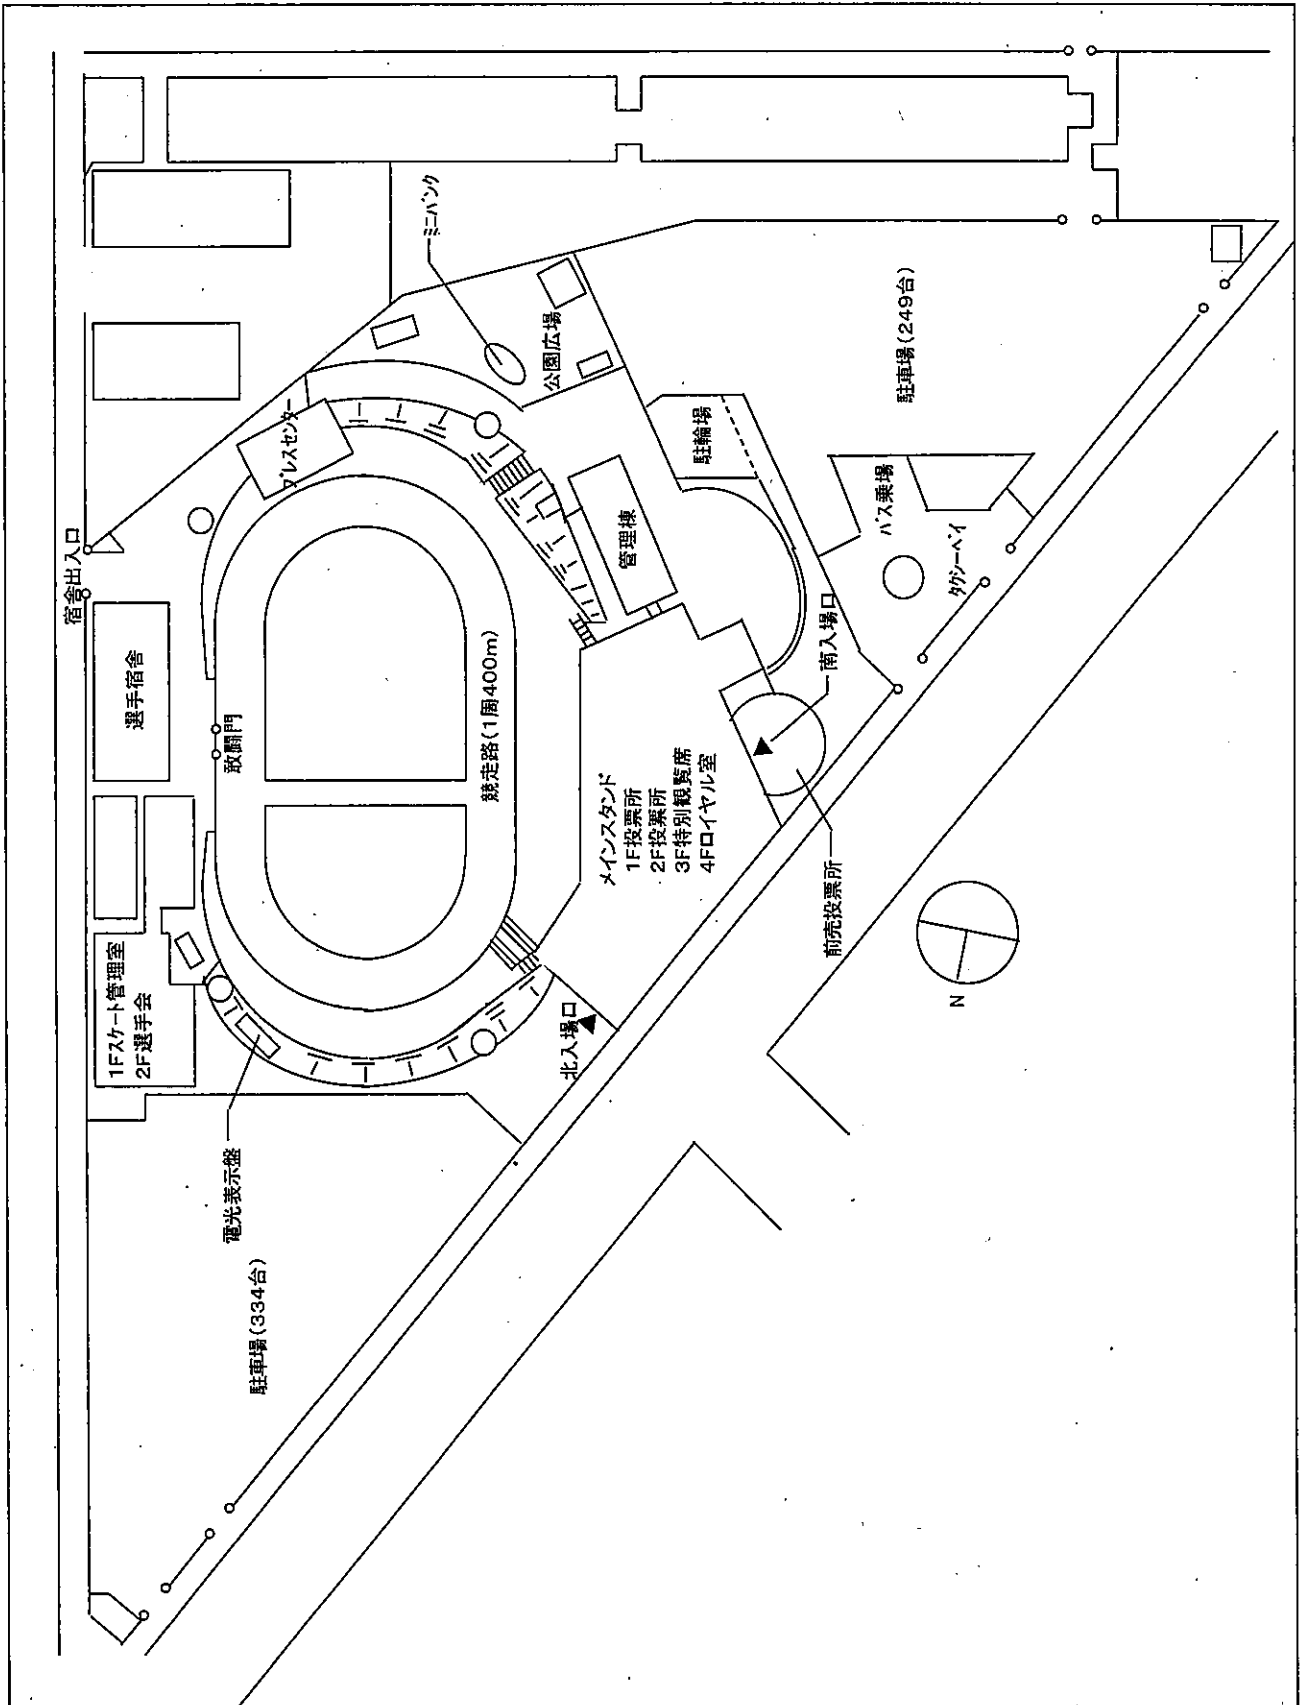 宿舎出入口
選手宿舎
1Fスケート管理室
2F選手会
敢闘門
プレスセンター
ミニバンク
公園広場
競走路(1周400m)
管理棟
駐輪場
駐車場(249台)
バス乗場
タクシーベイ
南入場口
メインスタンド
1F投票所
2F投票所
3F特別観覧席
4Fロイヤル室
前売投票所
北入場口
電光表示盤
駐車場(334台)
N